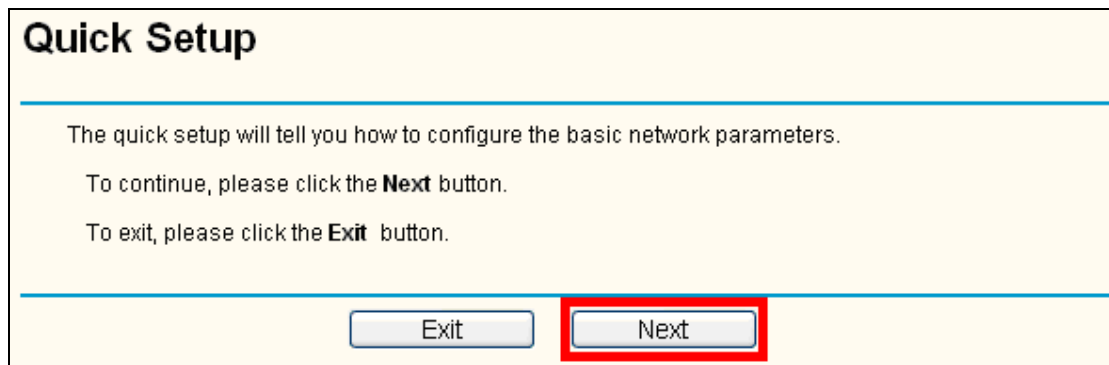 Quick Setup
The quick setup will tell you how to configure the basic network parameters.
To continue, please click the Next button.
To exit, please click the Exit button.
Exit Next